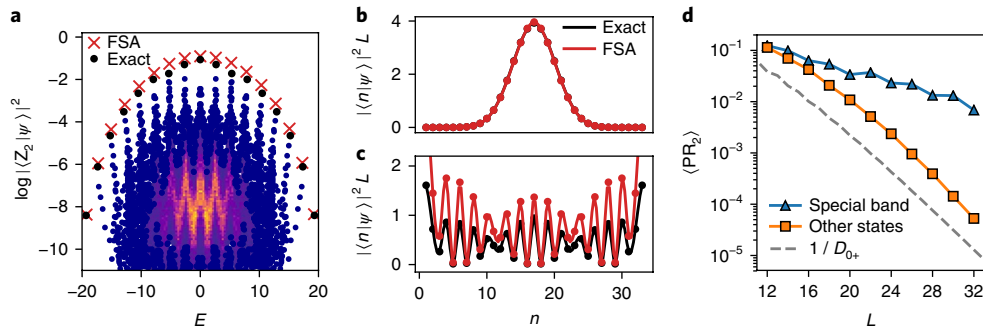 a
log|⟨Z₂|ψ⟩|²
0
−2
−4
−6
−8
−10
FSA
Exact
−20
−10
0
10
20
E
b
|⟨n|ψ⟩|² L
4
2
0
Exact
FSA
c
|⟨n|ψ⟩|² L
2
1
0
0
10
20
30
n
d
⟨PR₂⟩
10⁻¹
10⁻²
10⁻³
10⁻⁴
10⁻⁵
Special band
Other states
1 / D₀₊
12
16
20
24
28
32
L